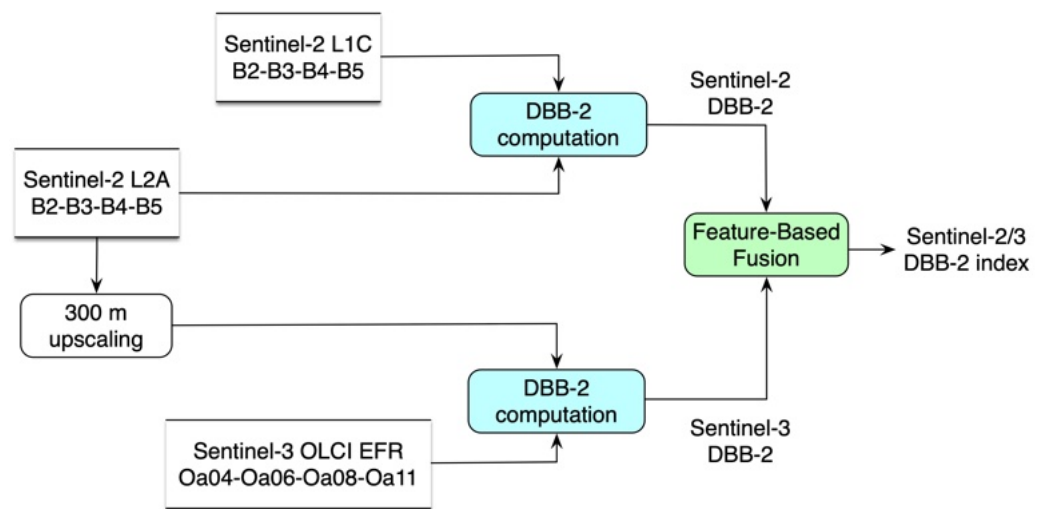 Sentinel-2 L1C
B2-B3-B4-B5
DBB-2
computation
Sentinel-2
DBB-2
Sentinel-2 L2A
B2-B3-B4-B5
Feature-Based
Fusion
Sentinel-2/3
DBB-2 index
300 m
upscaling
DBB-2
computation
Sentinel-3
DBB-2
Sentinel-3 OLCI EFR
Oa04-Oa06-Oa08-Oa11